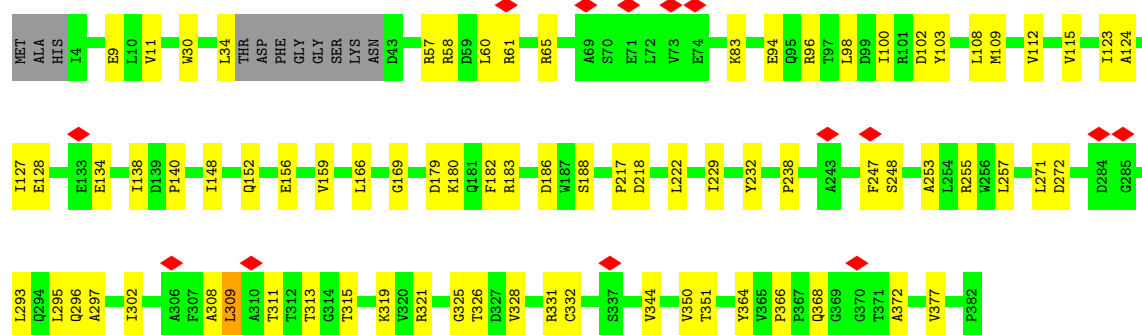 MET ALA HIS I4 E9 L10 V11 W30 L34 THR ASP PHE GLY GLY SER LYS ASN D43 R57 R58 D59 L60 R61 R65 A69 S70 E71 L72 V73 E74 K83 E94 Q95 R96 T97 L98 D99 I100 R101 D102 Y103 L108 M109 V112 V115 I123 A124
I127 E128 E133 E134 I138 D139 P140 I148 Q152 E156 V159 L166 G169 D179 K180 Q181 F182 R183 D186 W187 S188 P217 D218 L222 I229 Y232 P238 A243 F247 S248 A253 L254 R255 W256 L257 L271 D272 D284 G285
L293 Q294 L295 Q296 A297 I302 A306 F307 A308 L309 A310 T311 T312 T313 G314 T315 K319 V320 R321 G325 T326 D327 V328 R331 C332 S337 V344 V350 T351 Y364 V365 P366 P367 Q368 G369 G370 T371 A372 V377 P382